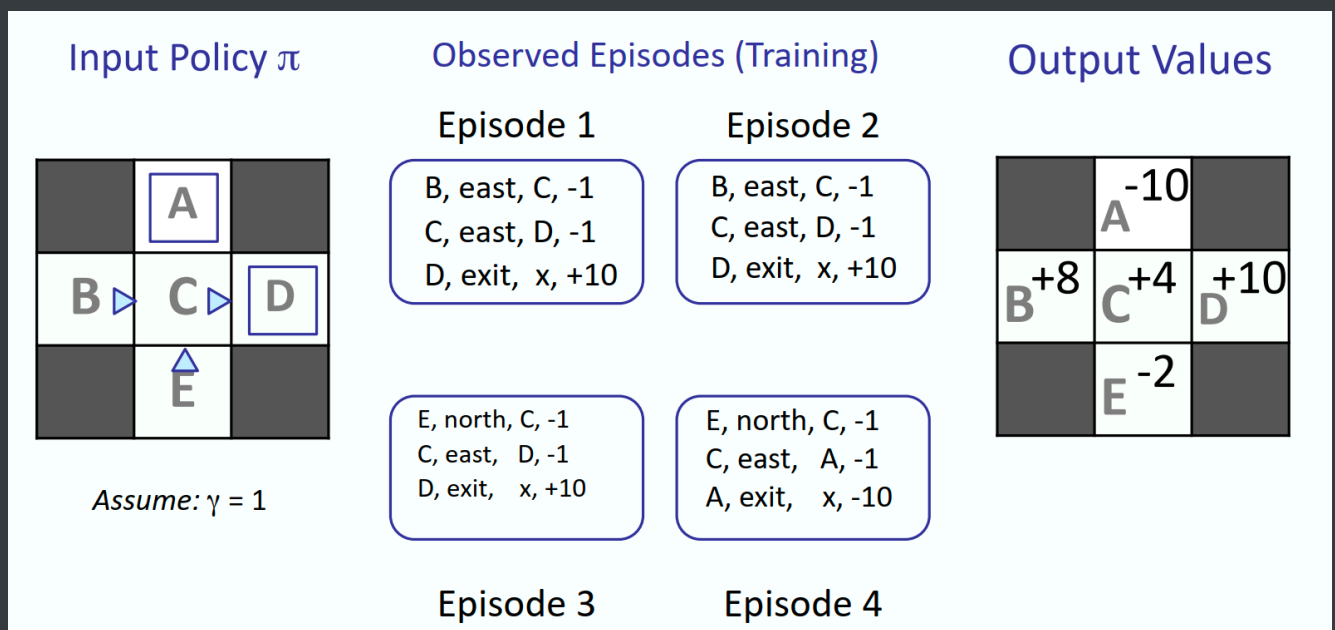 Input Policy π
Observed Episodes (Training)
Output Values
Episode 1
Episode 2
A
B C D
E
Assume: γ = 1
B, east, C, -1
C, east, D, -1
D, exit, x, +10
B, east, C, -1
C, east, D, -1
D, exit, x, +10
E, north, C, -1
C, east, D, -1
D, exit, x, +10
E, north, C, -1
C, east, A, -1
A, exit, x, -10
Episode 3
Episode 4
A -10
B +8 C +4 D +10
E -2